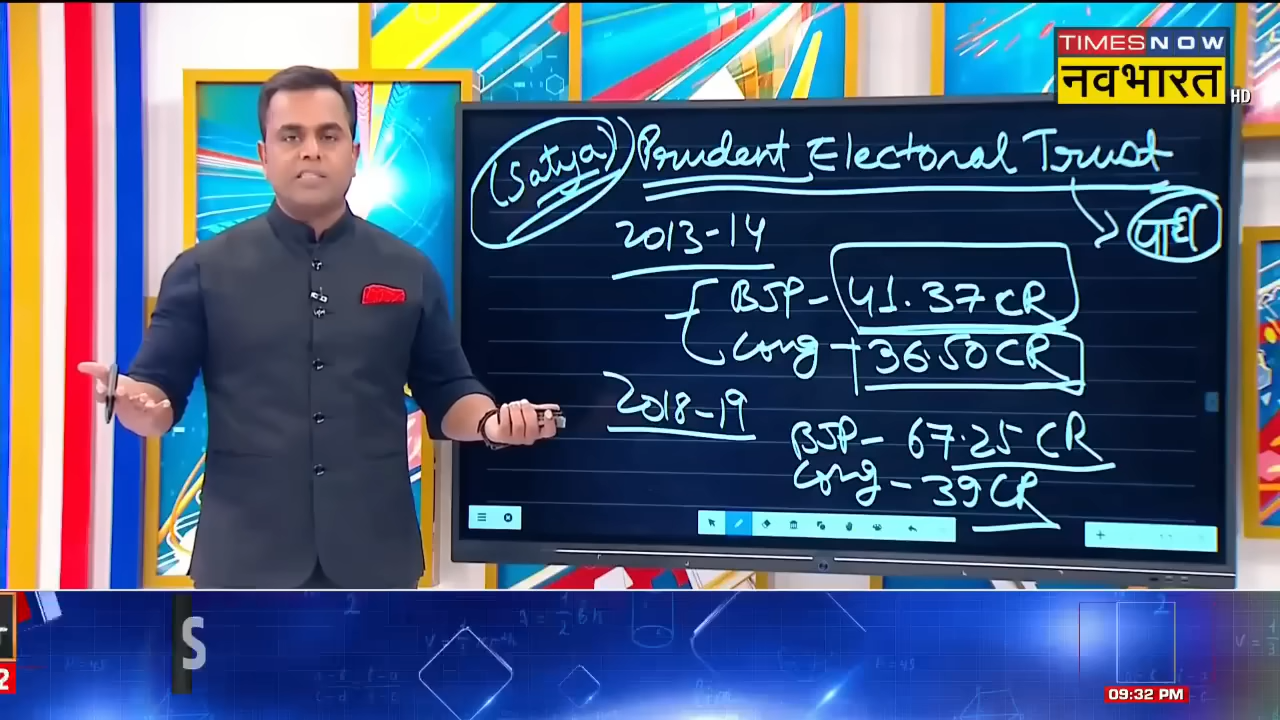 TIMES NOW
नवभारत
HD
(Satya) Prudent Electoral Trust
2013-14
BJP - 41.37 CR
Cong - 36.50 CR
2018-19
BJP - 67.25 CR
Cong - 39 CR
S
09:32 PM